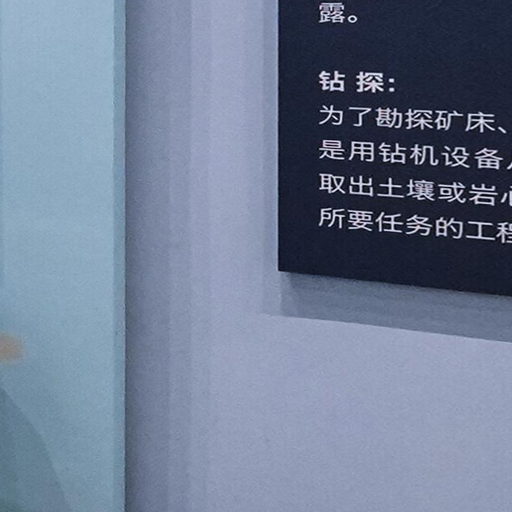 露。
钻 探：
为了勘探矿床、
是用钻机设备
取出土壤或岩心
所要任务的工程